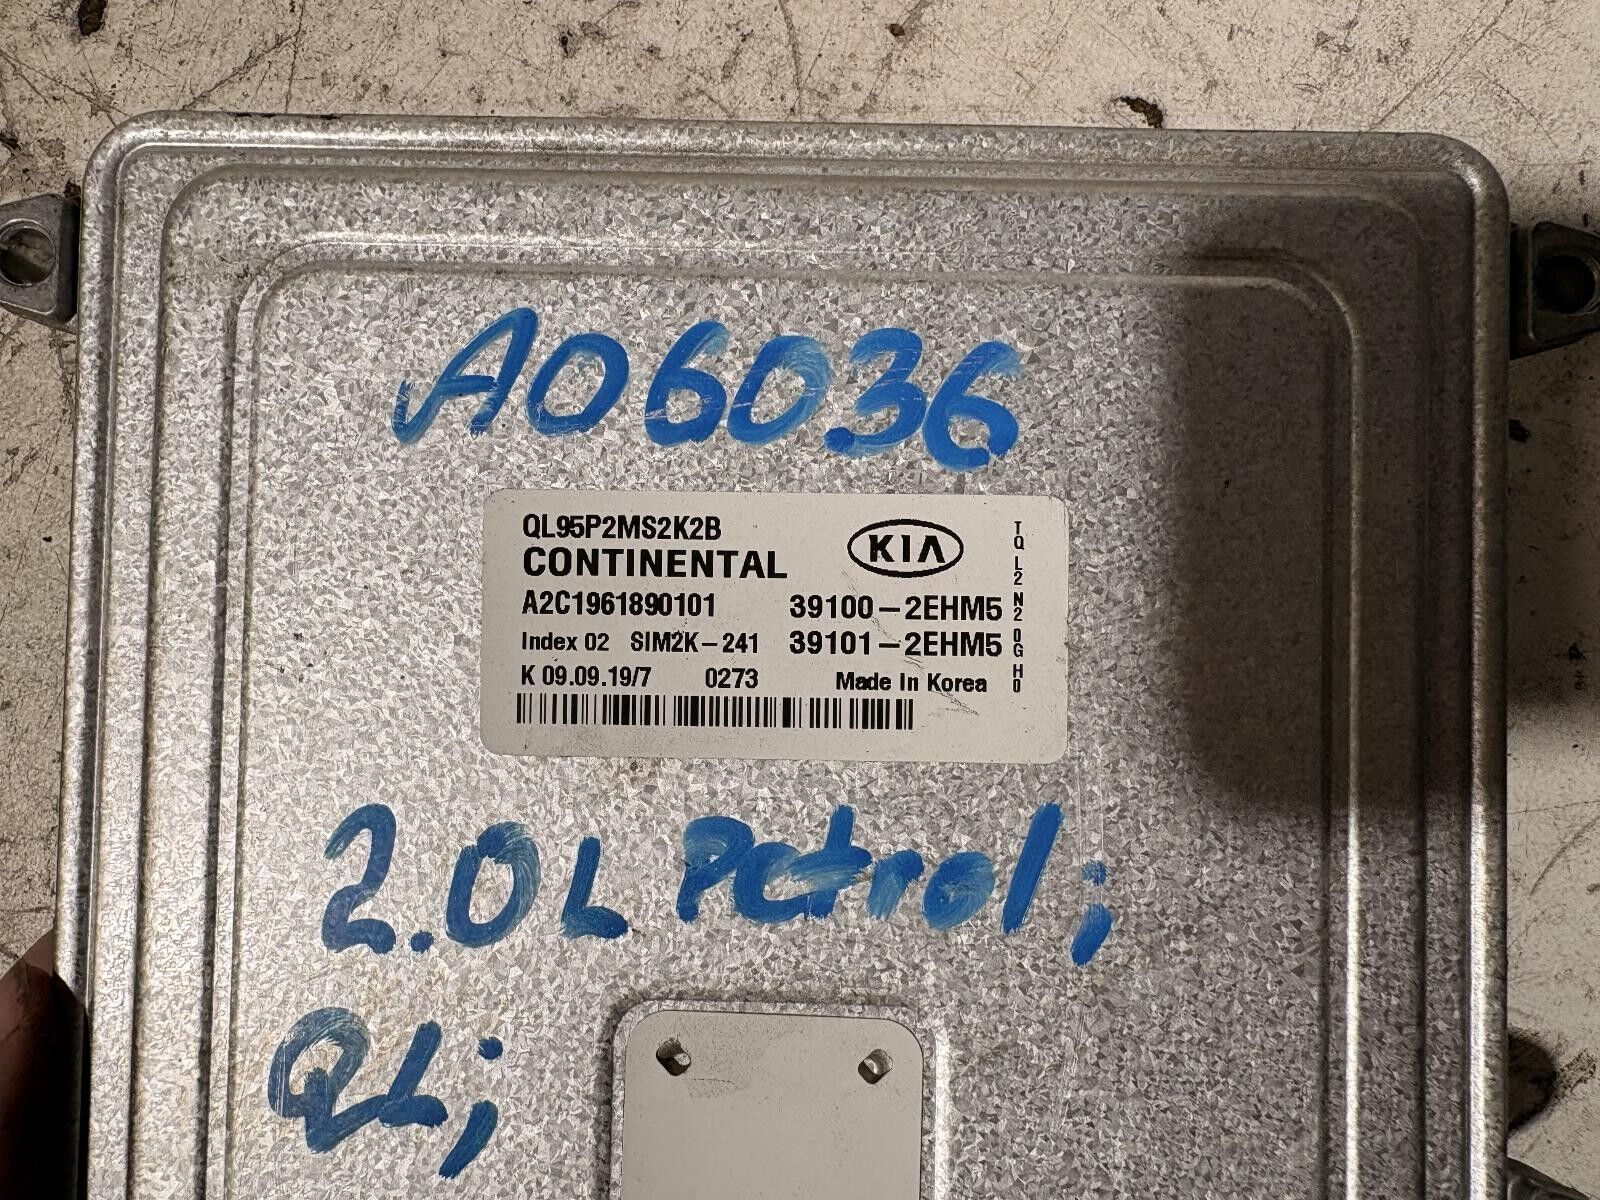 A06036
QL95P2MS2K2B
CONTINENTAL
KIA
A2C1961890101 39100-2EHM5
Index 02 SIM2K-241 39101-2EHM5
K 09.09.19/7 0273 Made In Korea
TQ L2 N2 0G H0
2.0L Petrol;
QL;